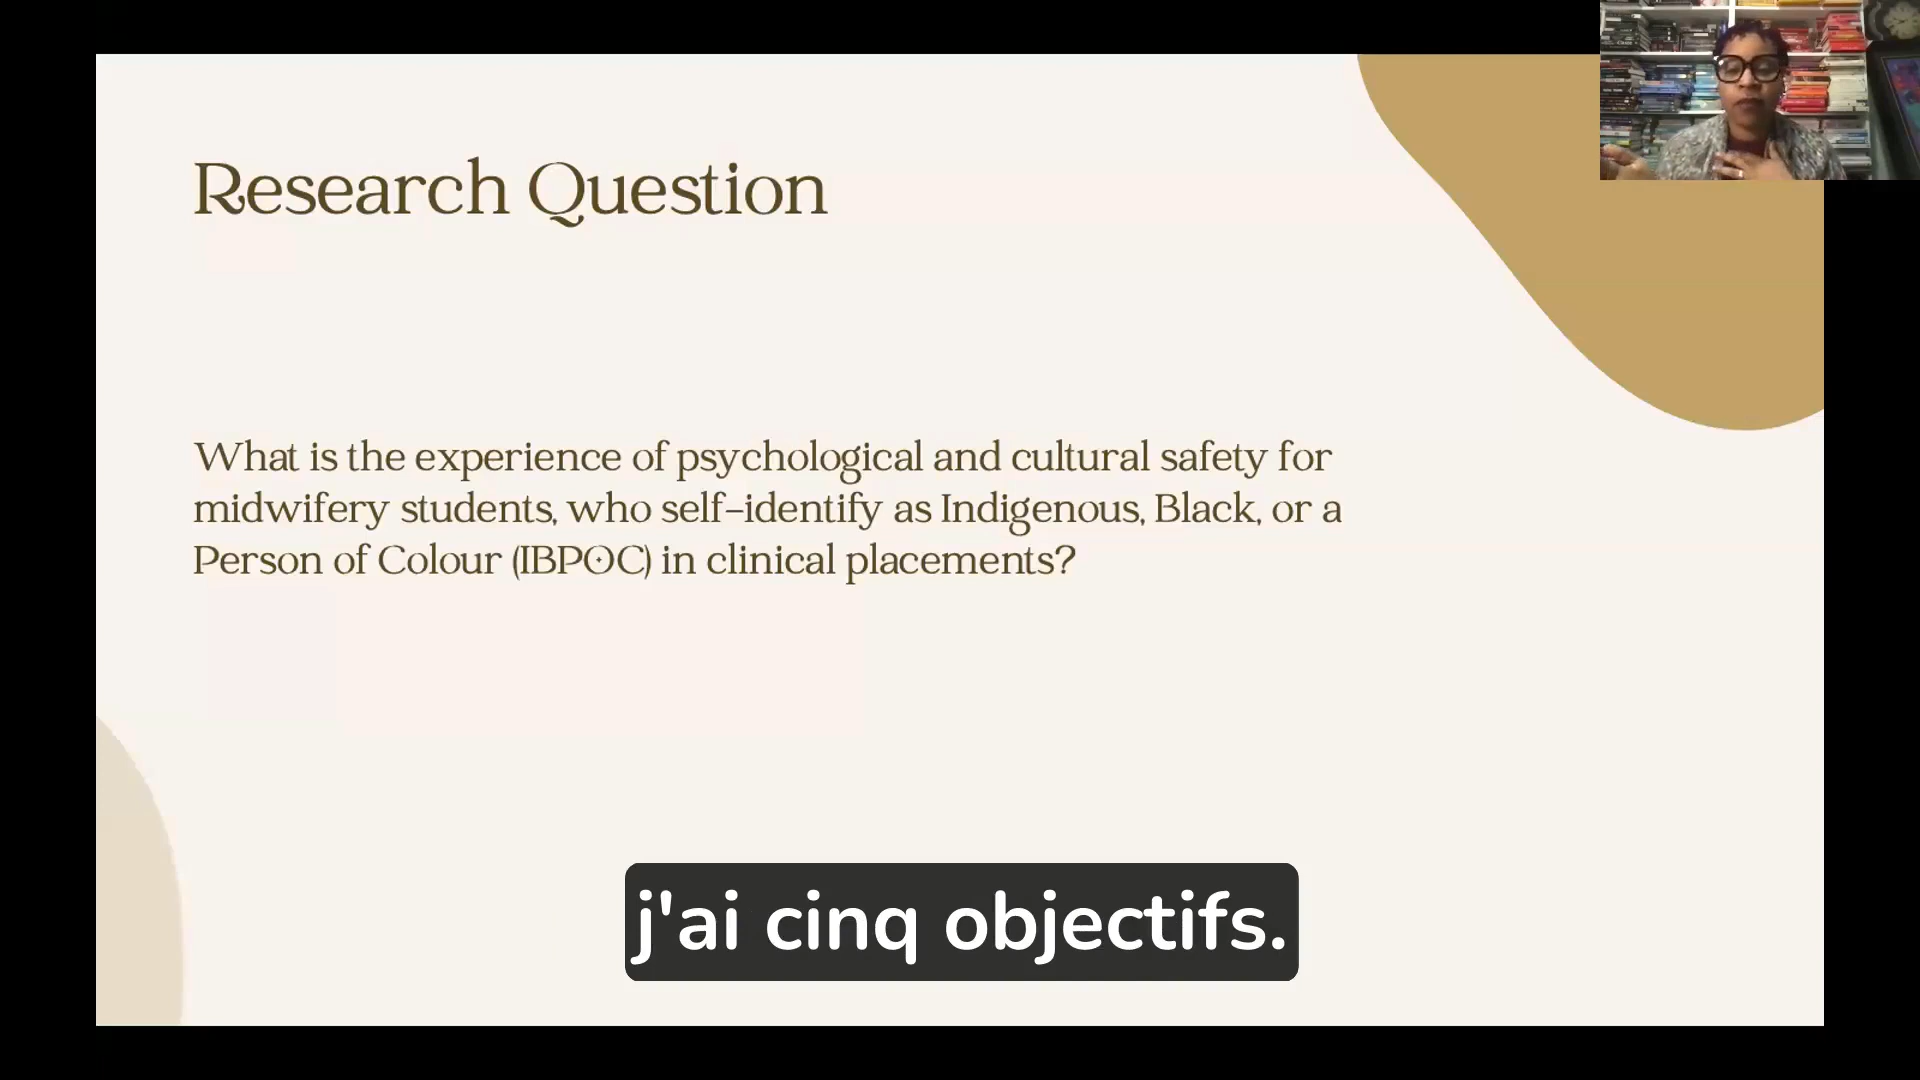 Research Question
What is the experience of psychological and cultural safety for
midwifery students, who self-identify as Indigenous, Black, or a
Person of Colour (IBPOC) in clinical placements?
j'ai cinq objectifs.